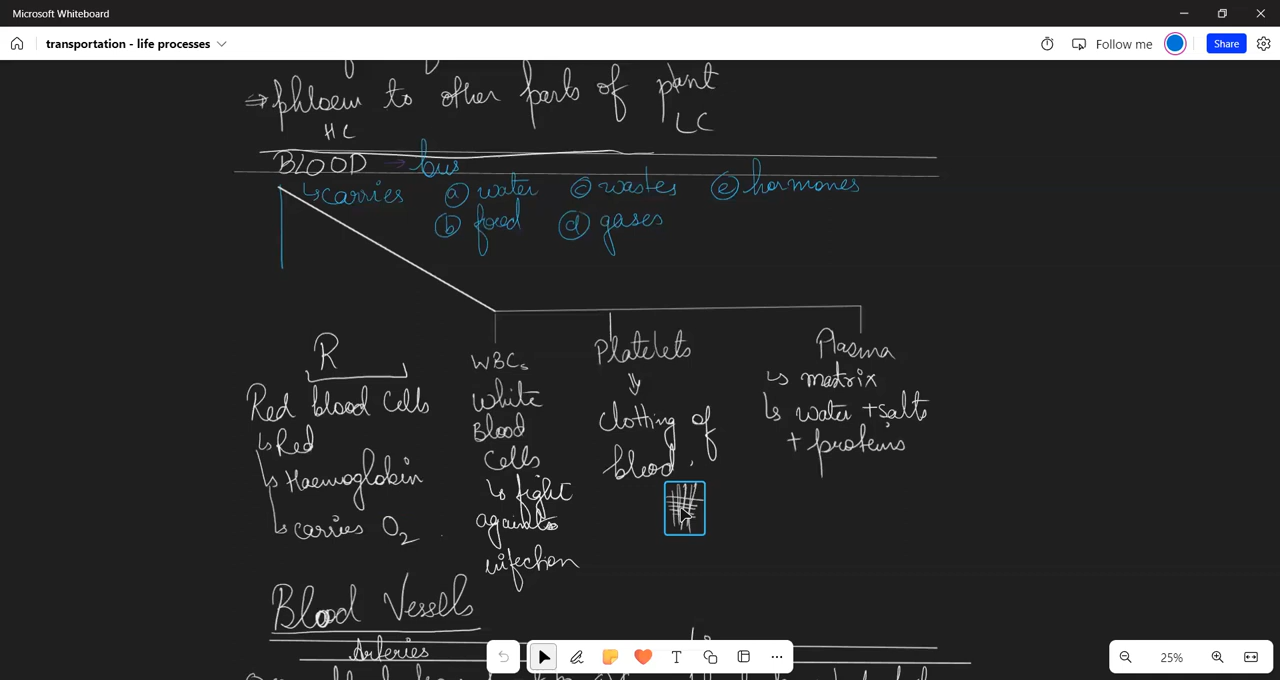 Microsoft Whiteboard
transportation - life processes
Follow me
Share
⇒ phloem to other parts of plant
HC
LC
BLOOD → bus
↳ carries ⓐ water ⓒ wastes ⓔ hormones
ⓑ food ⓓ gases
R
Red blood Cells
↳ Red
↳ Haemoglobin
↳ carries O2
WBCs
White
Blood
Cells
↳ fight
against
infection
Platelets
clotting of
blood.
Plasma
↳ matrix
↳ water + salts
+ proteins
Blood Vessels
Arteries
25%